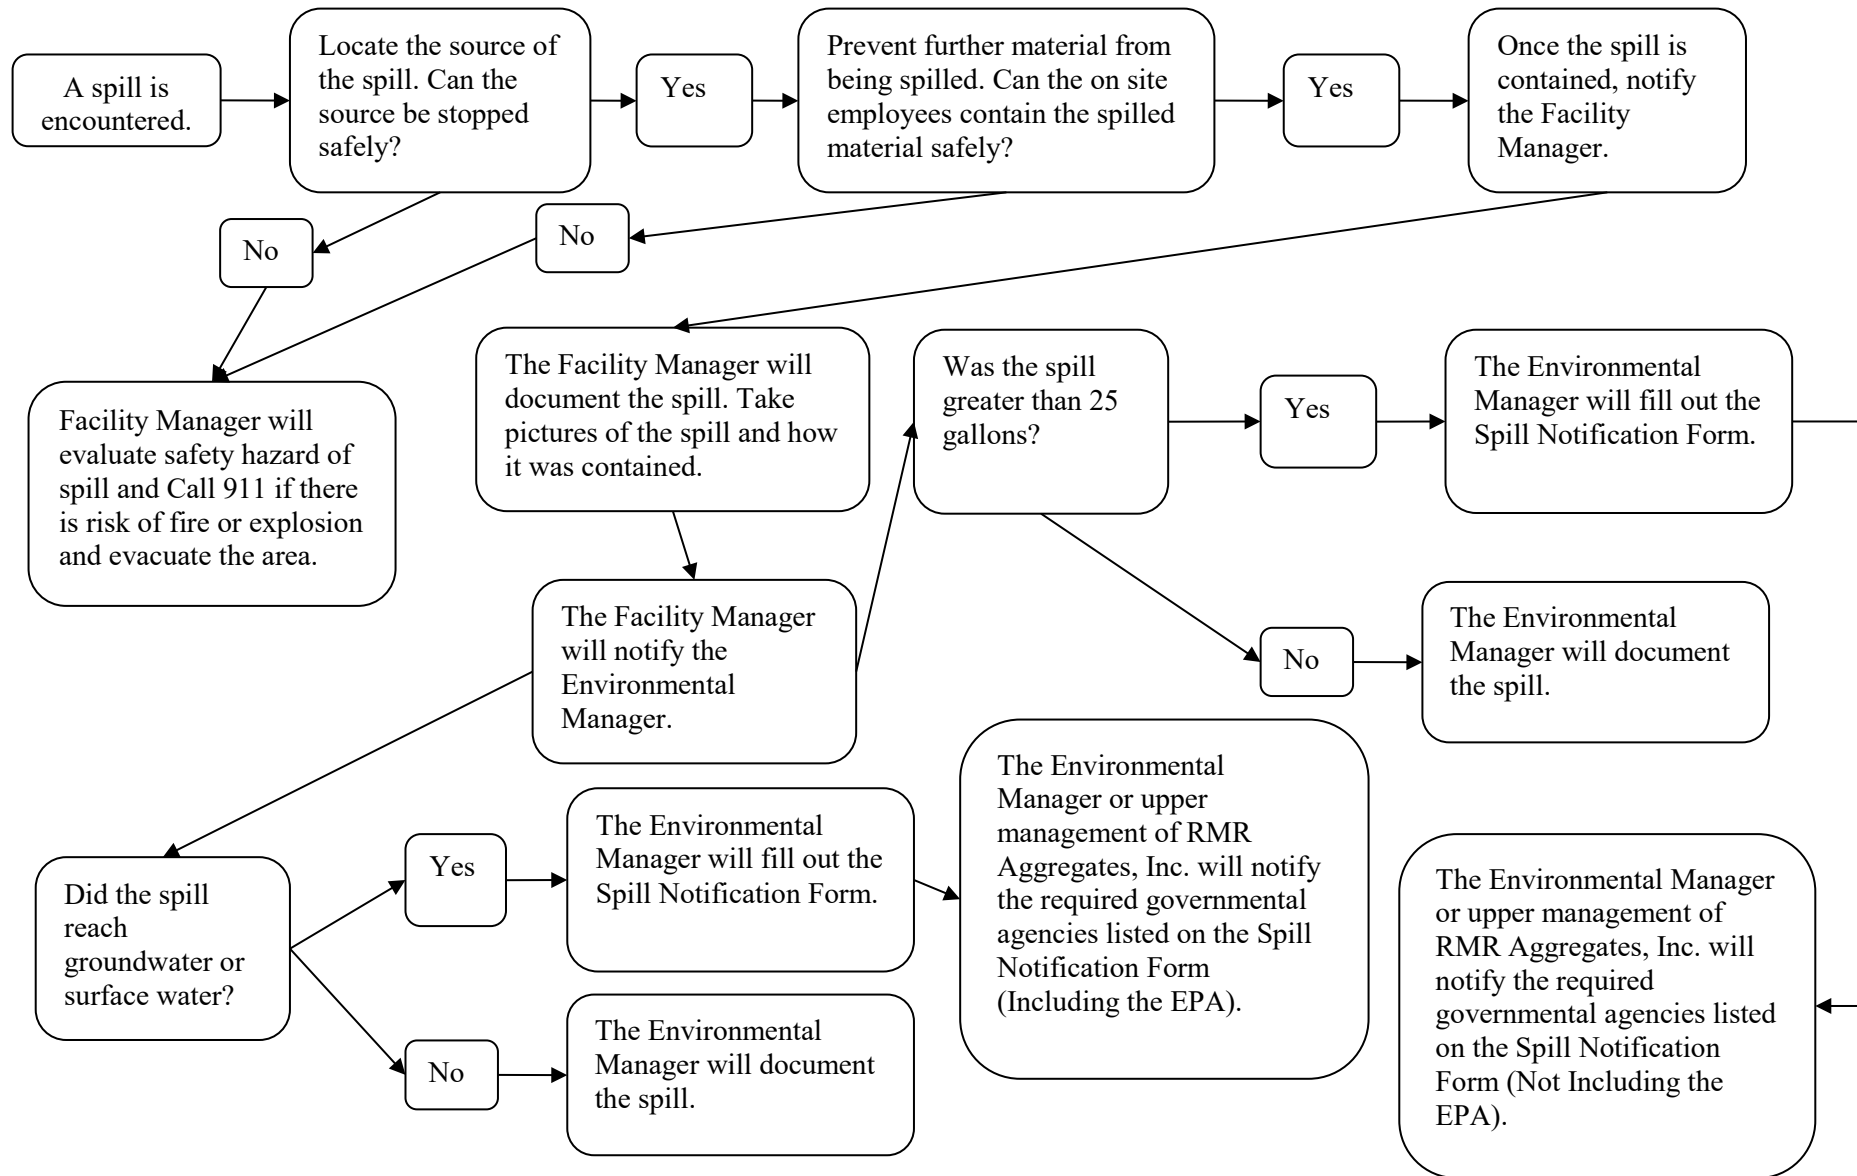 A spill is
encountered.
Locate the source of
the spill. Can the
source be stopped
safely?
Yes
Prevent further material from
being spilled. Can the on site
employees contain the spilled
material safely?
Yes
Once the spill is
contained, notify
the Facility
Manager.
No
No
Facility Manager will
evaluate safety hazard of
spill and Call 911 if there
is risk of fire or explosion
and evacuate the area.
The Facility Manager will
document the spill. Take
pictures of the spill and how
it was contained.
Was the spill
greater than 25
gallons?
Yes
The Environmental
Manager will fill out the
Spill Notification Form.
The Facility Manager
will notify the
Environmental
Manager.
No
The Environmental
Manager will document
the spill.
Did the spill
reach
groundwater or
surface water?
Yes
The Environmental
Manager will fill out the
Spill Notification Form.
The Environmental
Manager or upper
management of RMR
Aggregates, Inc. will notify
the required governmental
agencies listed on the Spill
Notification Form
(Including the EPA).
The Environmental Manager
or upper management of
RMR Aggregates, Inc. will
notify the required
governmental agencies listed
on the Spill Notification
Form (Not Including the
EPA).
No
The Environmental
Manager will document
the spill.